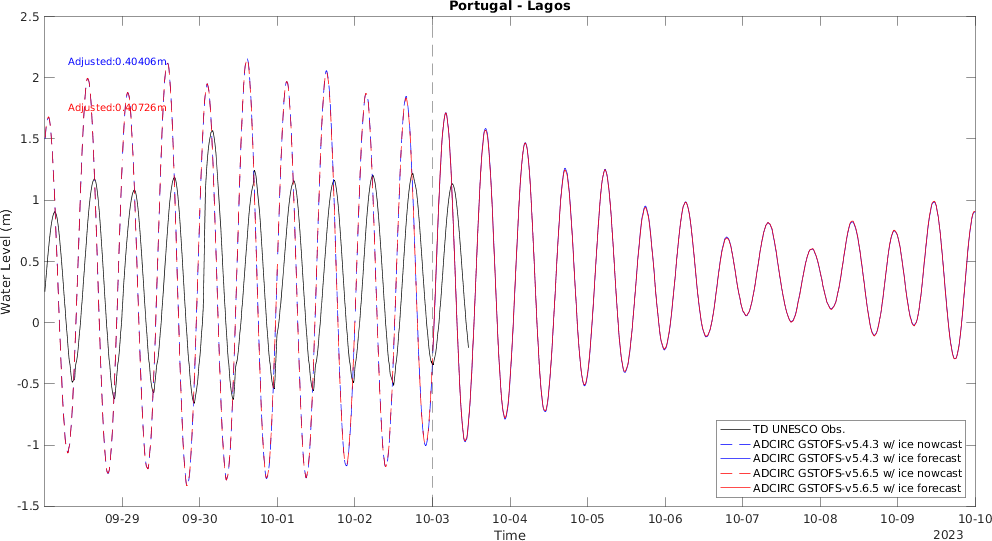 Portugal - Lagos
2.5
2
1.5
1
0.5
0
-0.5
-1
-1.5
Water Level (m)
Adjusted:0.40406m
Adjusted:0.40726m
TD UNESCO Obs.
ADCIRC GSTOFS-v5.4.3 w/ ice nowcast
ADCIRC GSTOFS-v5.4.3 w/ ice forecast
ADCIRC GSTOFS-v5.6.5 w/ ice nowcast
ADCIRC GSTOFS-v5.6.5 w/ ice forecast
09-29 09-30 10-01 10-02 10-03 10-04 10-05 10-06 10-07 10-08 10-09 10-10
Time
2023